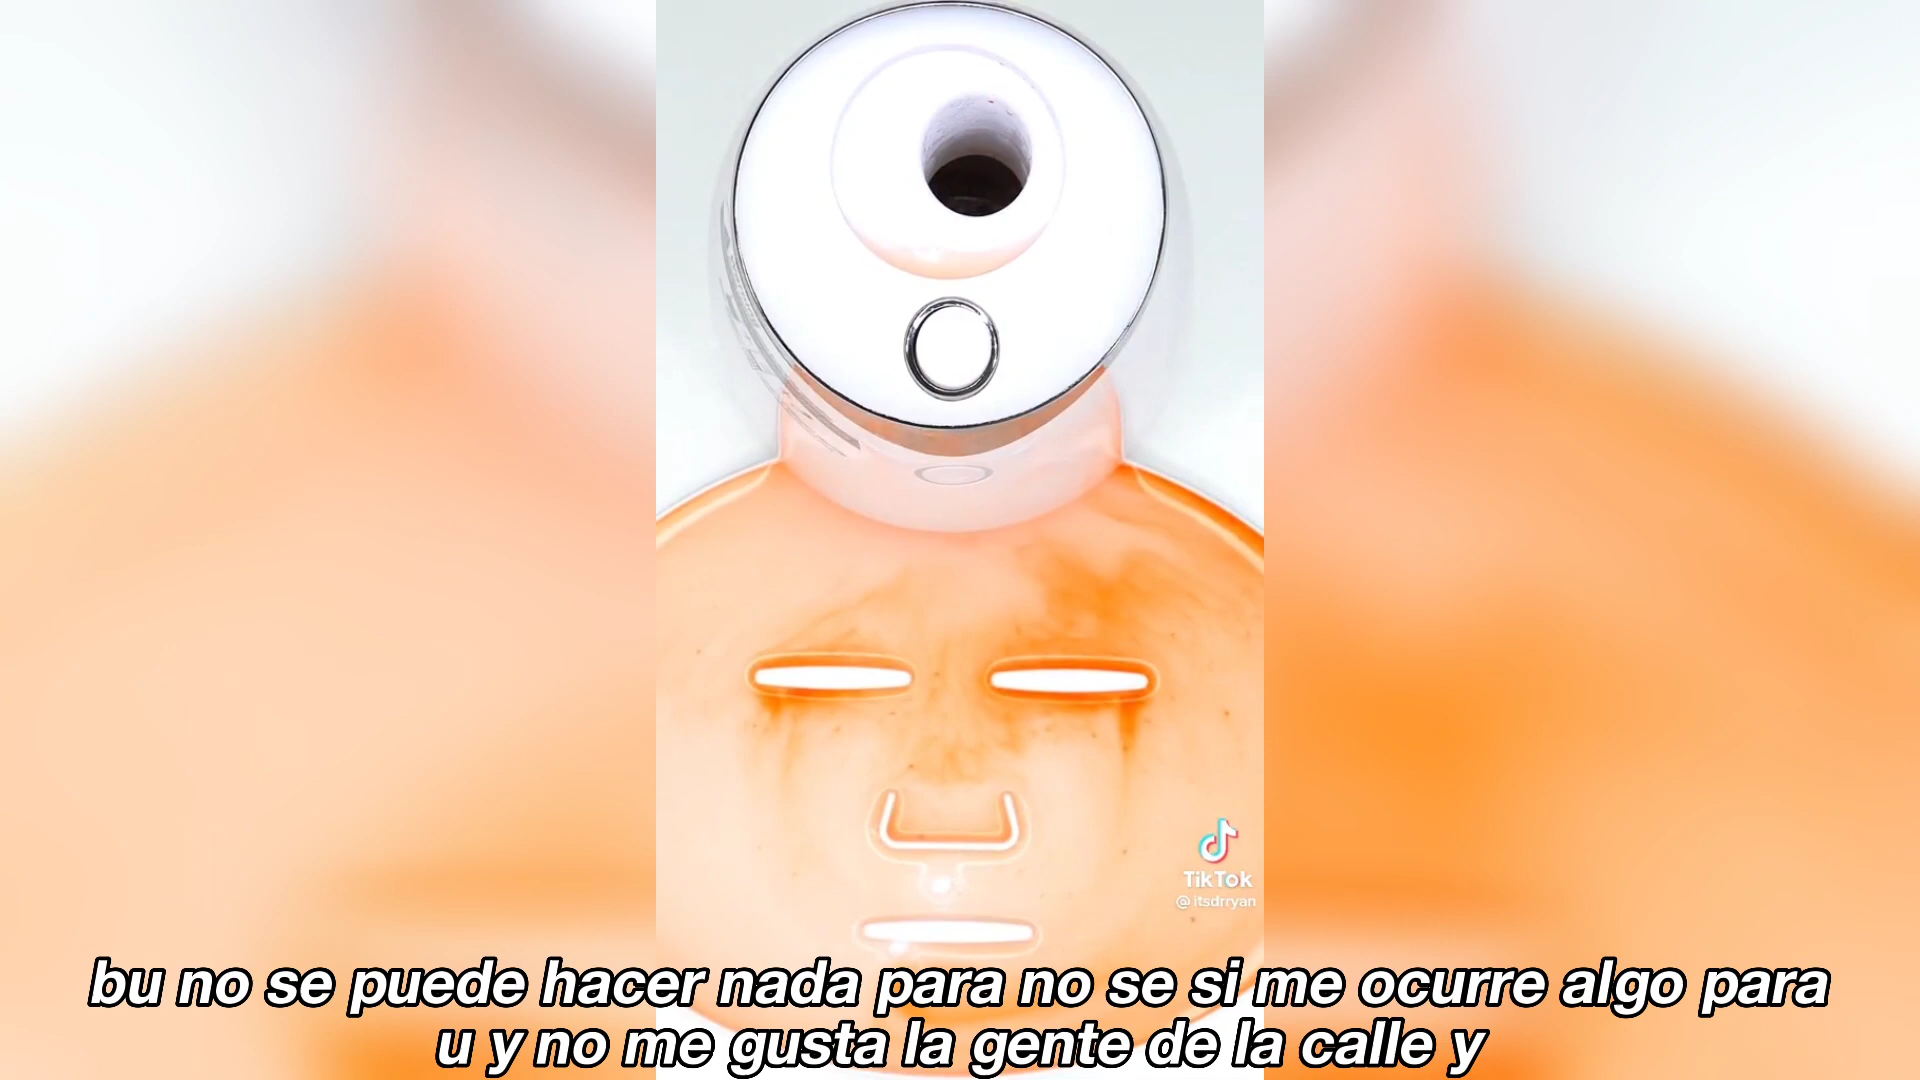 TikTok
@itsdrryan
bu no se puede hacer nada para no se si me ocurre algo para
u y no me gusta la gente de la calle y